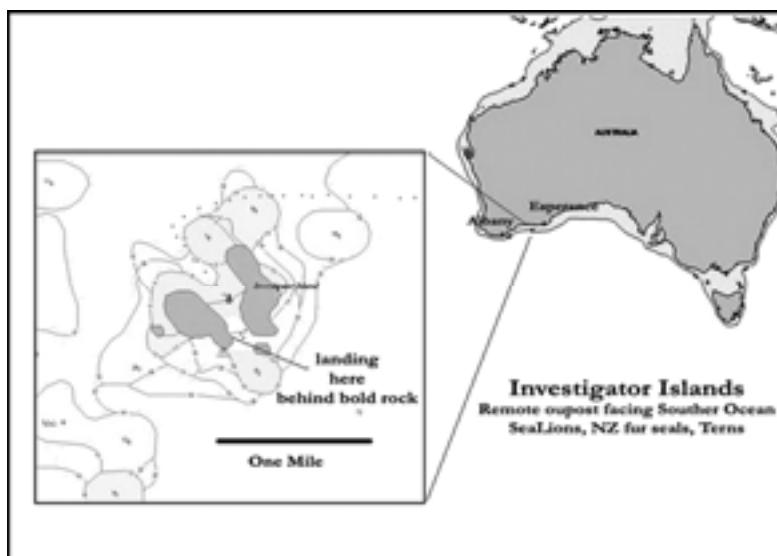 AUSTRALIA
Esperance
Albany
landing
here
behind bold rock
One Mile
Investigator Islands
Remote oupost facing Souther Ocean
SeaLions, NZ fur seals, Terns